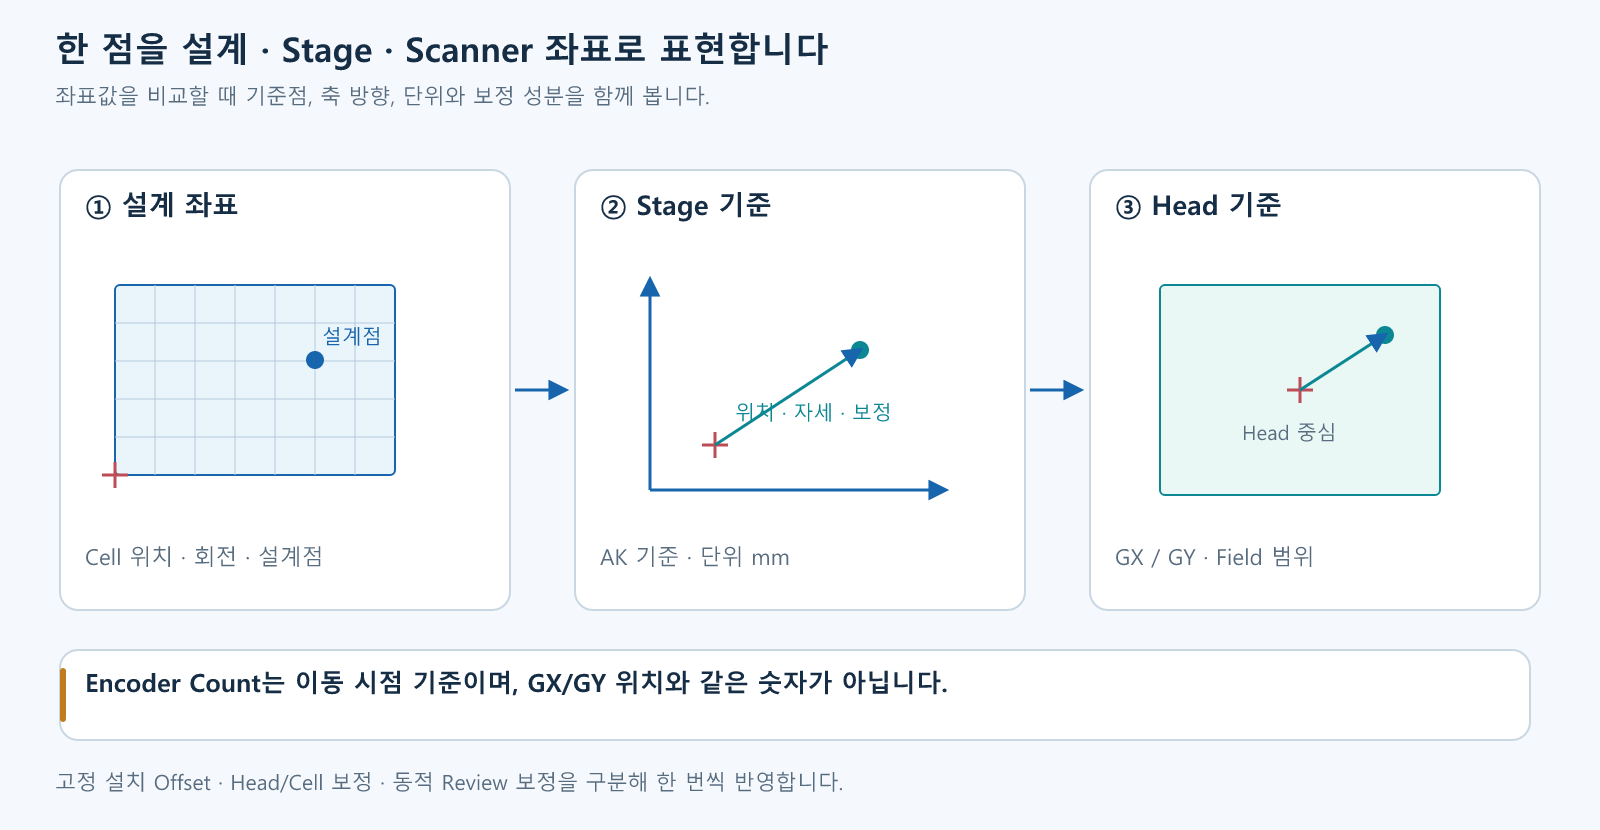 한 점을 설계 · Stage · Scanner 좌표로 표현합니다
좌표값을 비교할 때 기준점, 축 방향, 단위와 보정 성분을 함께 봅니다.
① 설계 좌표
설계점
Cell 위치 · 회전 · 설계점
② Stage 기준
위치 · 자세 · 보정
AK 기준 · 단위 mm
③ Head 기준
Head 중심
GX / GY · Field 범위
Encoder Count는 이동 시점 기준이며, GX/GY 위치와 같은 숫자가 아닙니다.
고정 설치 Offset · Head/Cell 보정 · 동적 Review 보정을 구분해 한 번씩 반영합니다.